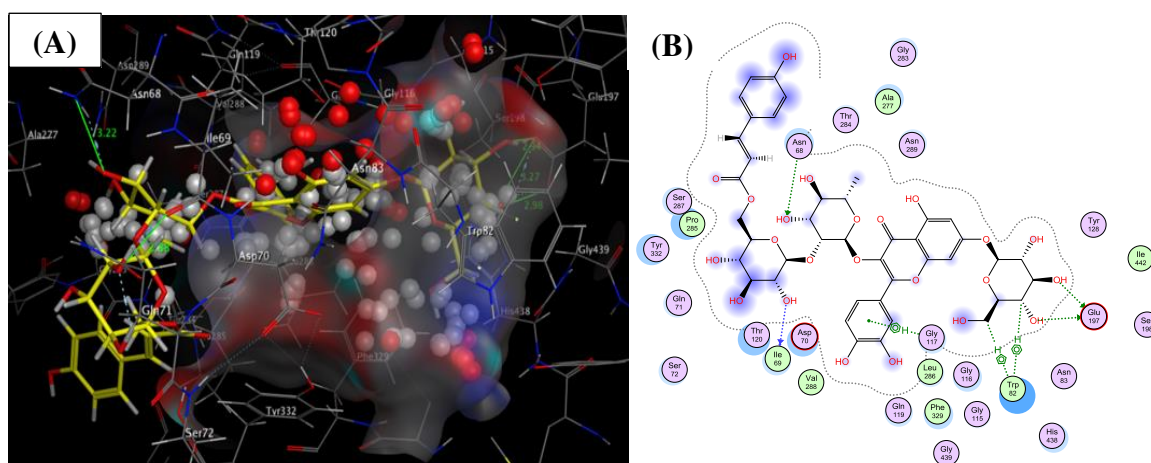 (A)
Thr120
Asn289
Gln119
Asn68
Val288
Gly116
Glu197
Ala277
3.22
Ile69
Ser198
Asn83
Trp82
Gly439
Asp70
Gln71
His438
Phe329
Tyr332
Ser72
(B)
OH
Gly
283
Ala
277
Thr
284
Asn
68
Asn
289
H
H
O
O
HO
HO
O
O
OH
Ser
287
Pro
285
Tyr
332
Tyr
128
Ile
442
O
OH
OH
OH
HO
HO
OH
O
O
O
O
O
O
O
OH
Glu
197
Se
198
Gln
71
Thr
120
Asp
70
H
Gly
117
HO
OH
H
H
Ile
69
HO
OH
Leu
286
Gly
116
Asn
83
Ser
72
Val
288
Trp
82
Gln
119
Phe
329
Gly
115
His
438
Gly
439